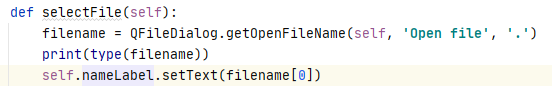 def selectFile(self):
    filename = QFileDialog.getOpenFileName(self, 'Open file', '.')
    print(type(filename))
    self.nameLabel.setText(filename[0])